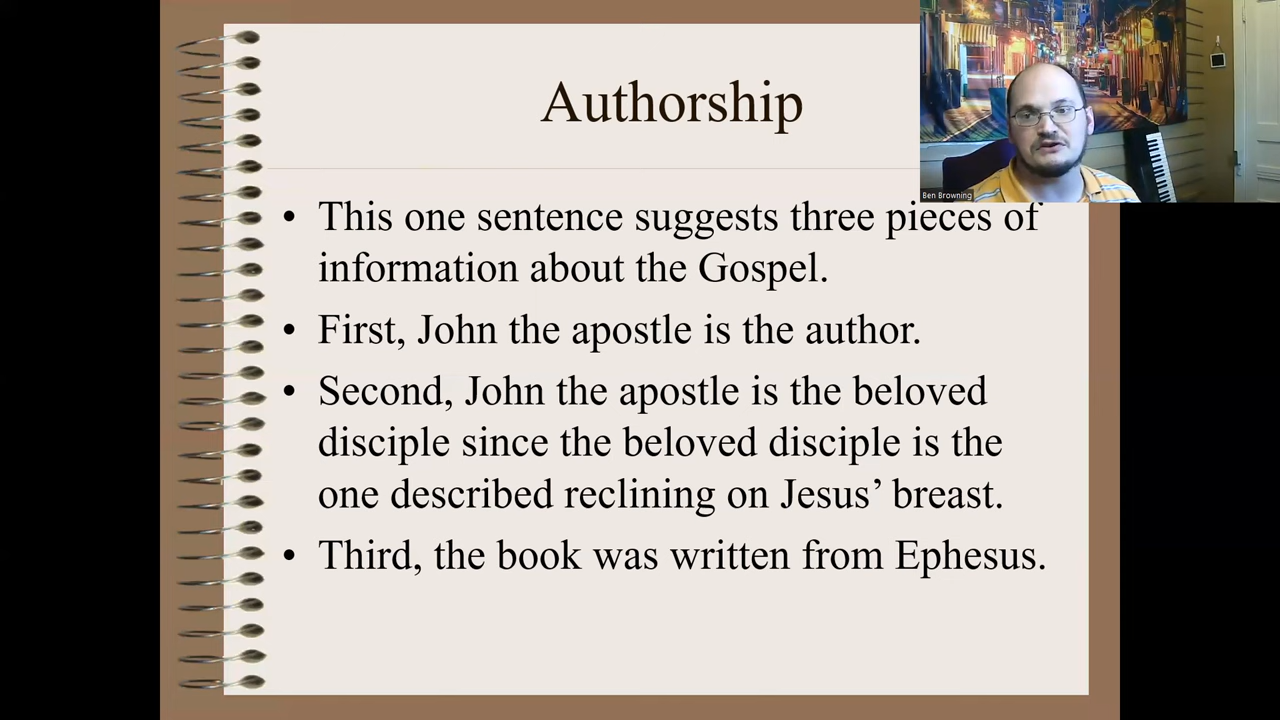 Authorship
Ben Browning
• This one sentence suggests three pieces of
information about the Gospel.
• First, John the apostle is the author.
• Second, John the apostle is the beloved
disciple since the beloved disciple is the
one described reclining on Jesus’ breast.
• Third, the book was written from Ephesus.